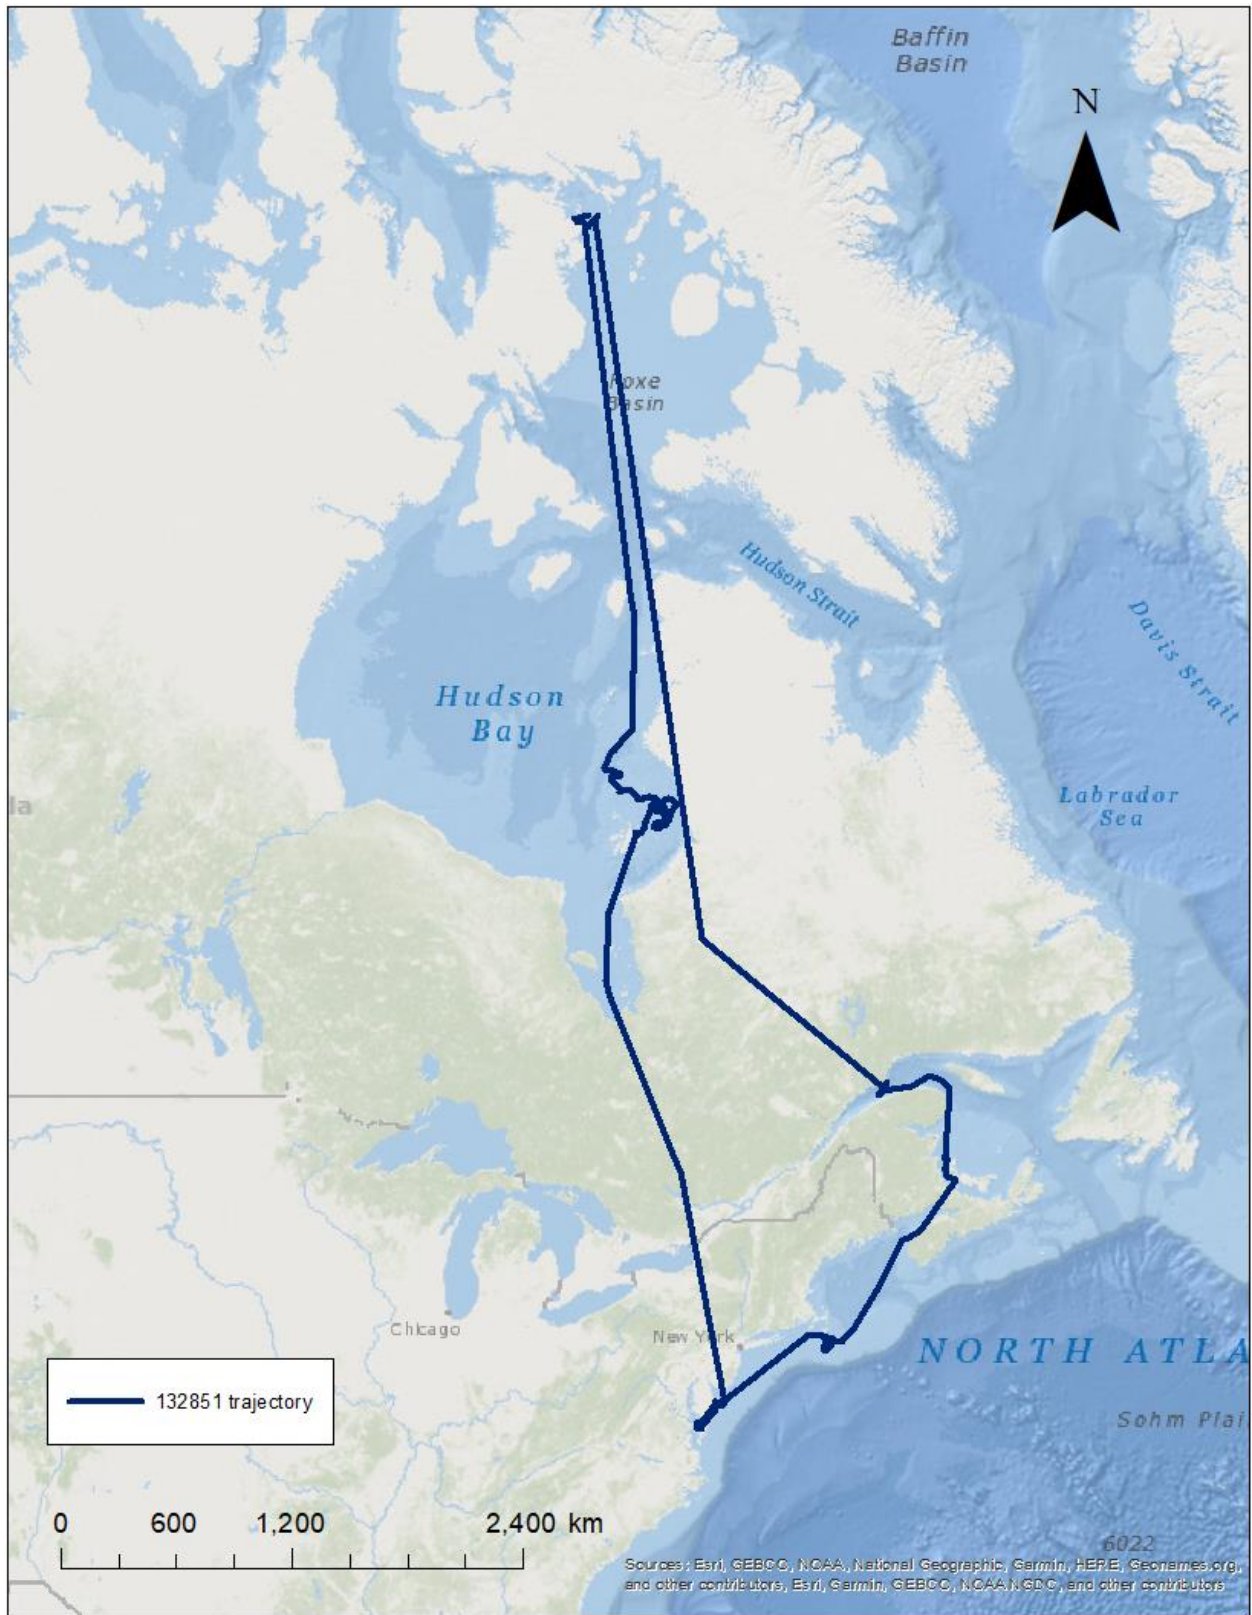 Baffin
Basin
N
Foxe
Basin
Hudson Strait
Davis Strait
Hudson
Bay
Labrador
Sea
la
Chicago
New York
NORTH ATLA
132851 trajectory
Sohm Plai
0 600 1,200 2,400 km
6022
Sources: Esri, GEBCO, NOAA, National Geographic, Garmin, HERE, Geonames.org,
and other contributors, Esri, Garmin, GEBCO, NOAA NGDC, and other contributors